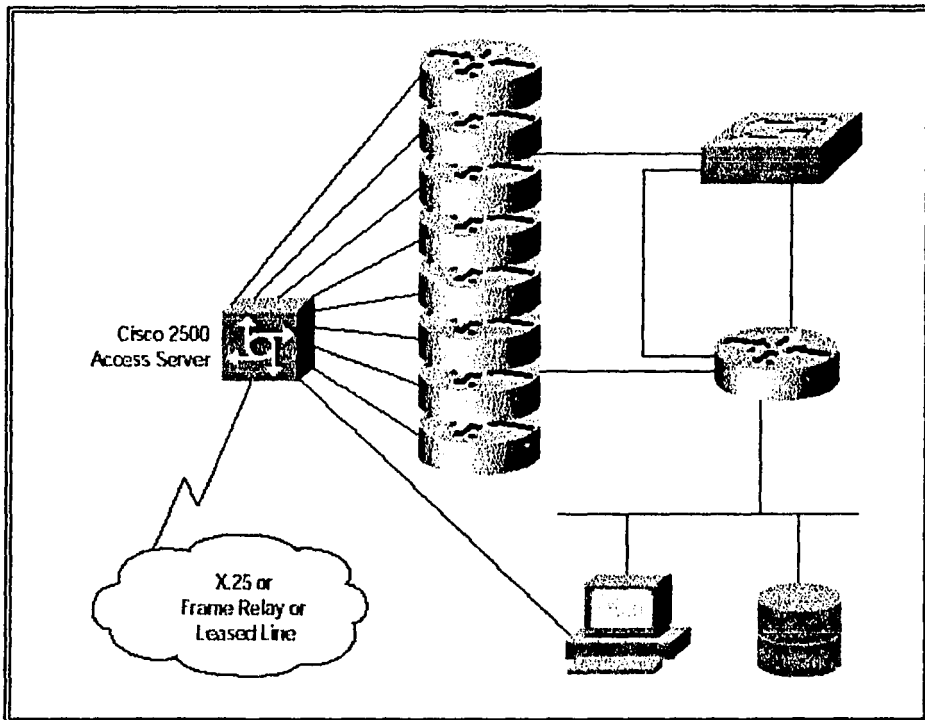 Cisco 2500
Access Server
X.25 or
Frame Relay or
Leased Line